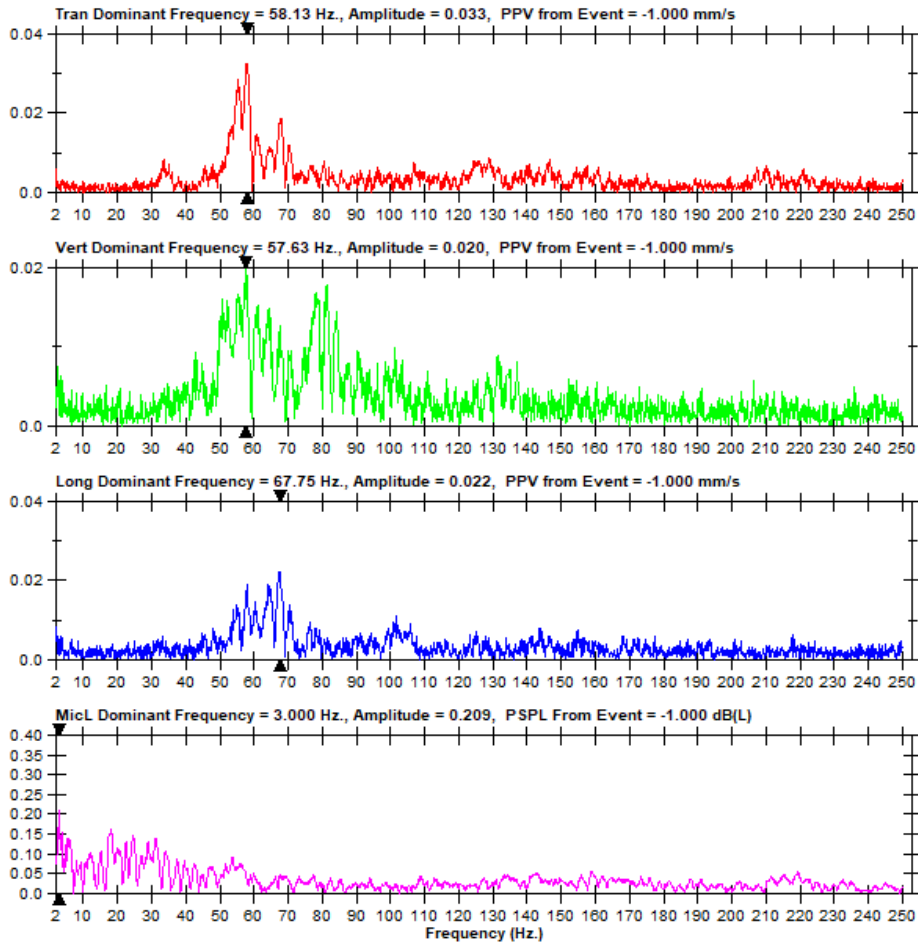 Tran Dominant Frequency = 58.13 Hz., Amplitude = 0.033, PPV from Event = -1.000 mm/s
0.04
0.02
0.0
2 10 20 30 40 50 60 70 80 90 100 110 120 130 140 150 160 170 180 190 200 210 220 230 240 250
Vert Dominant Frequency = 57.63 Hz., Amplitude = 0.020, PPV from Event = -1.000 mm/s
0.02
0.0
2 10 20 30 40 50 60 70 80 90 100 110 120 130 140 150 160 170 180 190 200 210 220 230 240 250
Long Dominant Frequency = 67.75 Hz., Amplitude = 0.022, PPV from Event = -1.000 mm/s
0.04
0.02
0.0
2 10 20 30 40 50 60 70 80 90 100 110 120 130 140 150 160 170 180 190 200 210 220 230 240 250
MicL Dominant Frequency = 3.000 Hz., Amplitude = 0.209, PSPL From Event = -1.000 dB(L)
0.40
0.35
0.30
0.25
0.20
0.15
0.10
0.05
0.0
2 10 20 30 40 50 60 70 80 90 100 110 120 130 140 150 160 170 180 190 200 210 220 230 240 250
Frequency (Hz.)